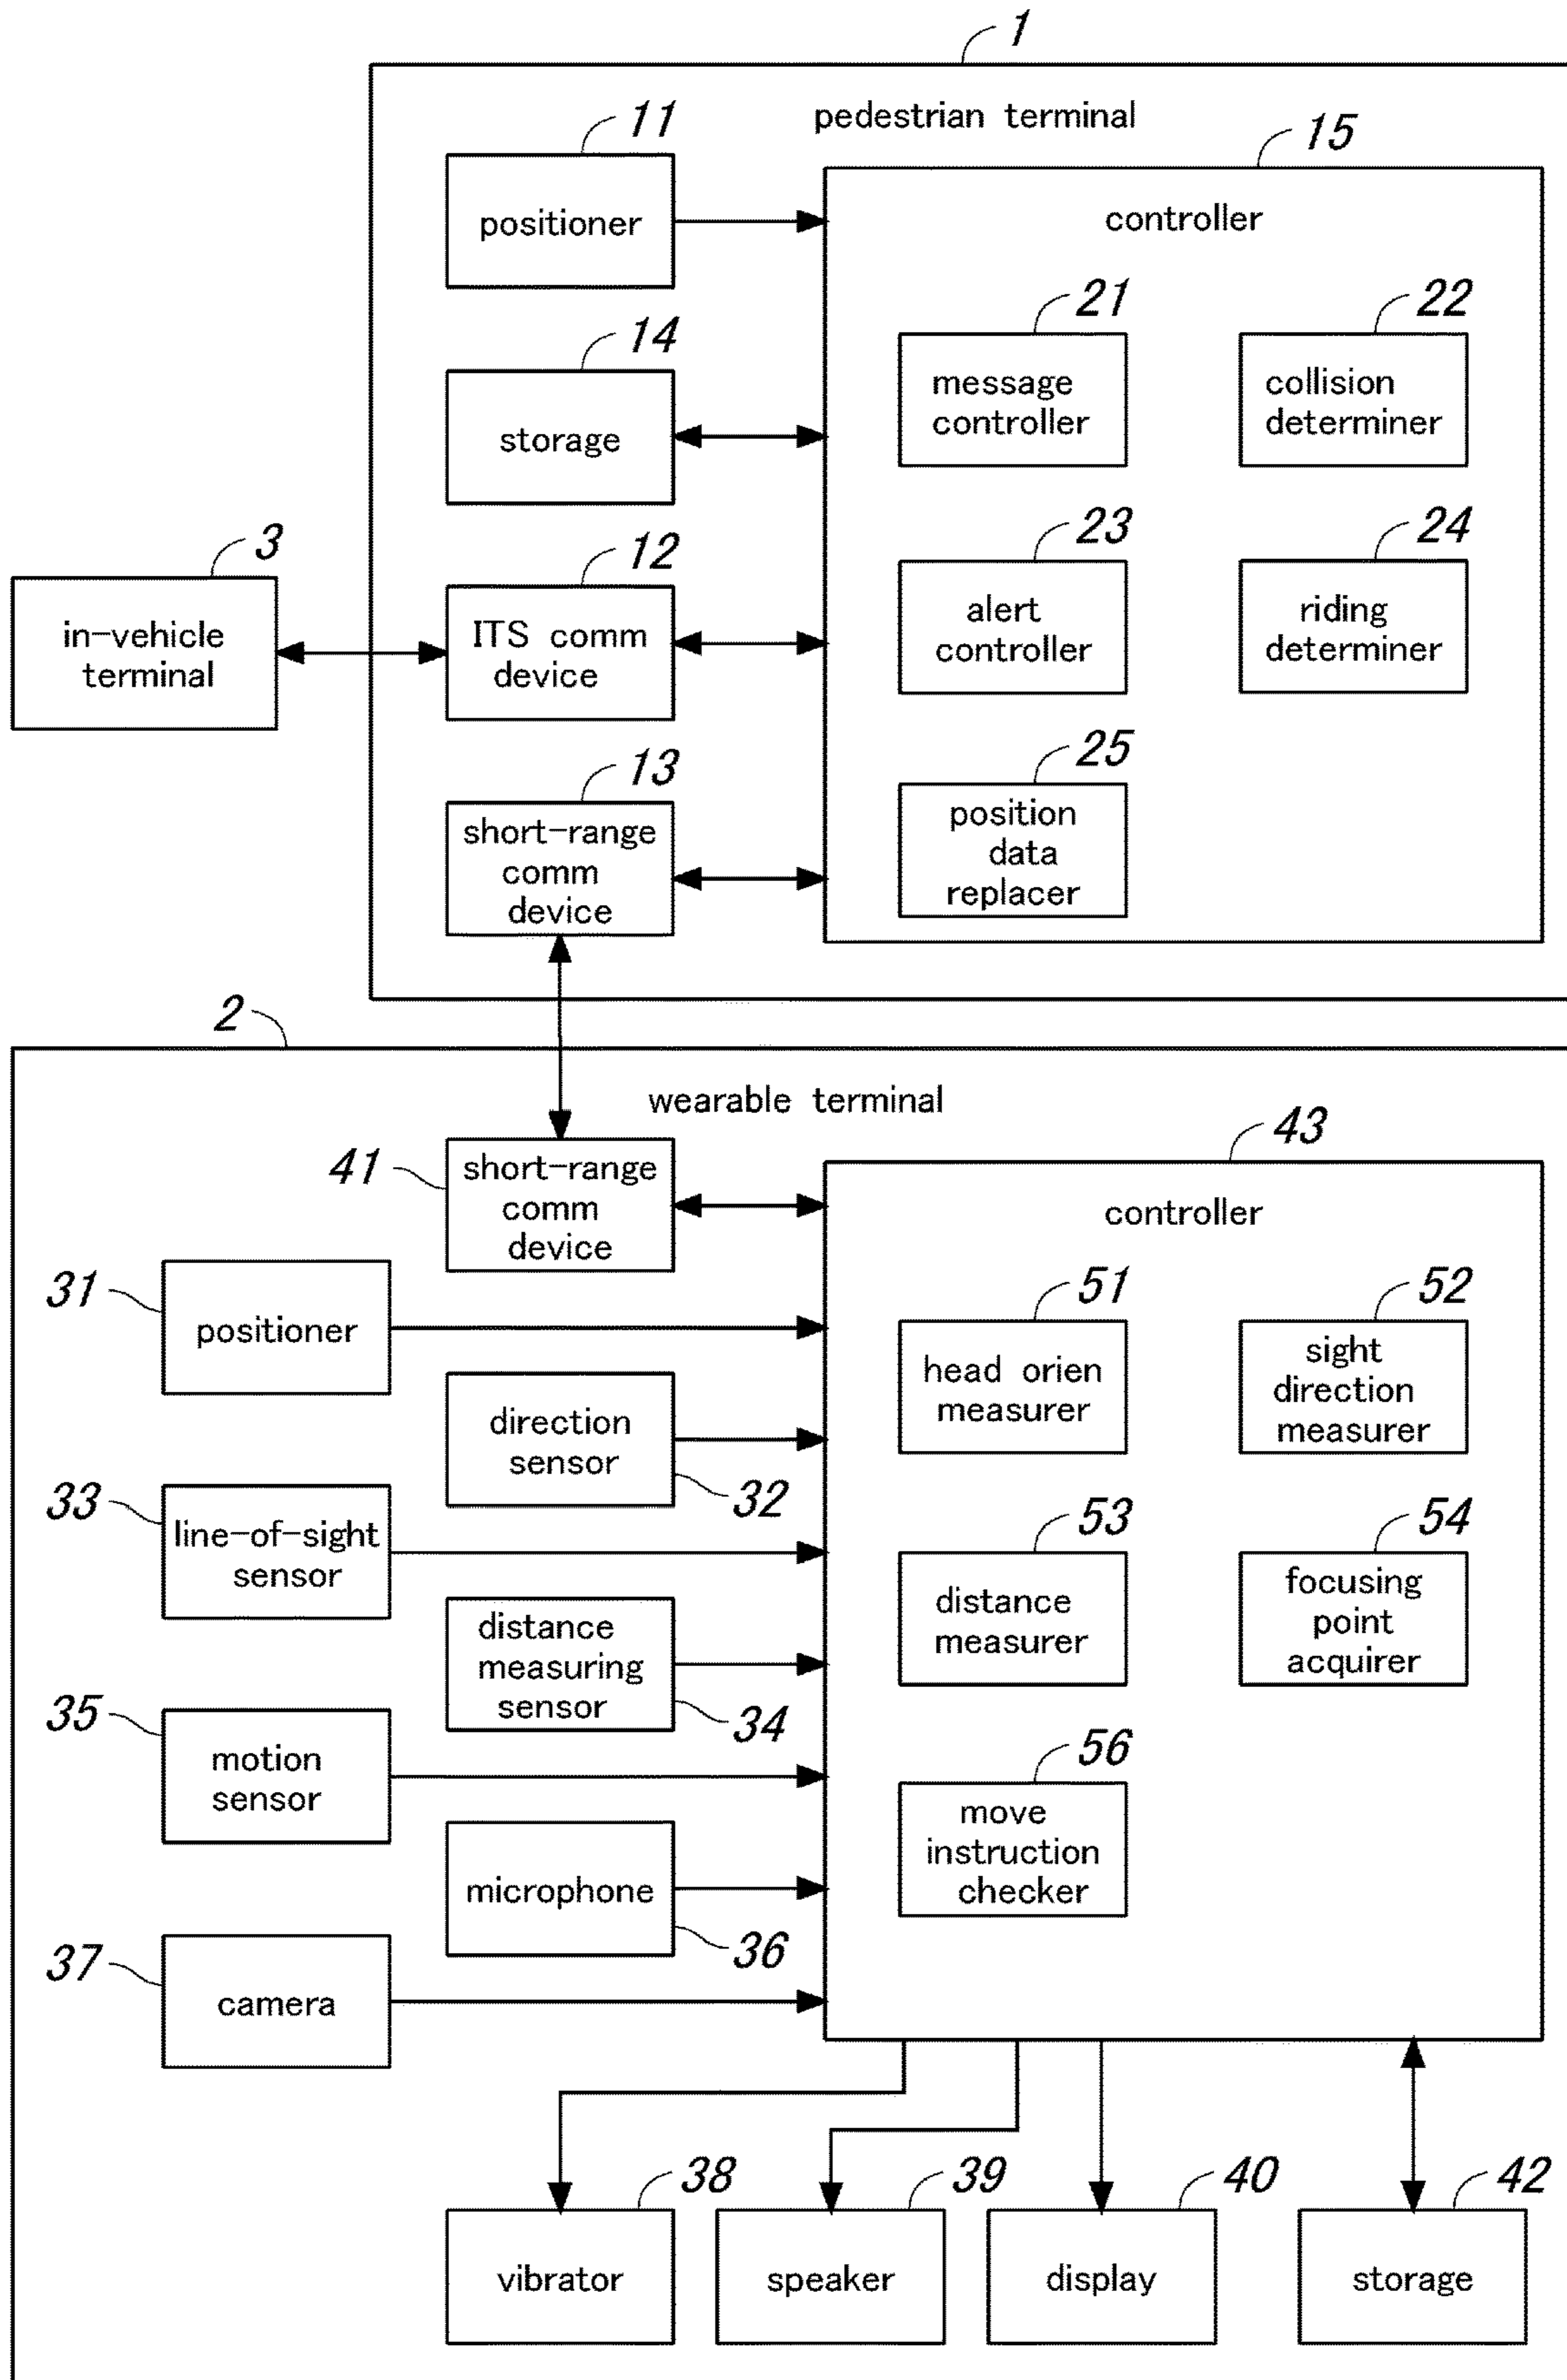 1
pedestrian terminal
11
positioner
15
controller
14
storage
21
message
controller
22
collision
determiner
3
in-vehicle
terminal
12
ITS comm
device
23
alert
controller
24
riding
determiner
13
short-range
comm
device
25
position
data
replacer
2
wearable terminal
41
short-range
comm
device
43
controller
31
positioner
51
head orien
measurer
52
sight
direction
measurer
direction
sensor
32
33
line-of-sight
sensor
53
distance
measurer
54
focusing
point
acquirer
distance
measuring
sensor
34
35
motion
sensor
56
move
instruction
checker
microphone
36
37
camera
38
vibrator
39
speaker
40
display
42
storage